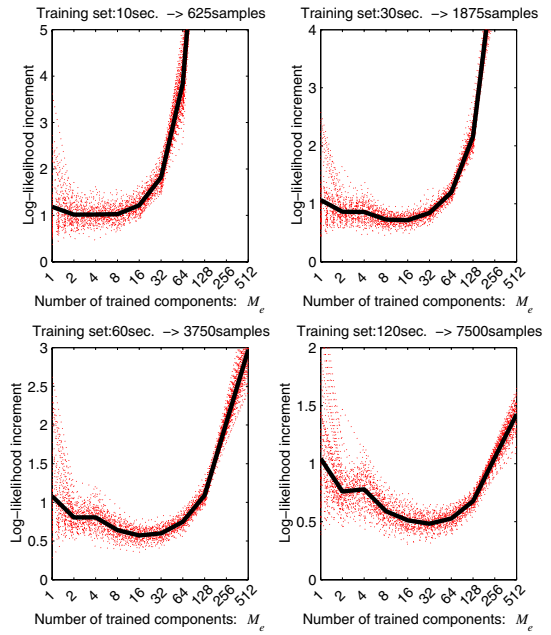 Training set:10sec. -> 625samples
Log-likelihood increment
5
4
3
2
1
0
1 2 4 8 16 32 64 128 256 512
Number of trained components: Me
Training set:30sec. -> 1875samples
Log-likelihood increment
4
3
2
1
0
1 2 4 8 16 32 64 128 256 512
Number of trained components: Me
Training set:60sec. -> 3750samples
Log-likelihood increment
3
2.5
2
1.5
1
0.5
0
1 2 4 8 16 32 64 128 256 512
Number of trained components: Me
Training set:120sec. -> 7500samples
Log-likelihood increment
2
1.5
1
0.5
0
1 2 4 8 16 32 64 128 256 512
Number of trained components: Me